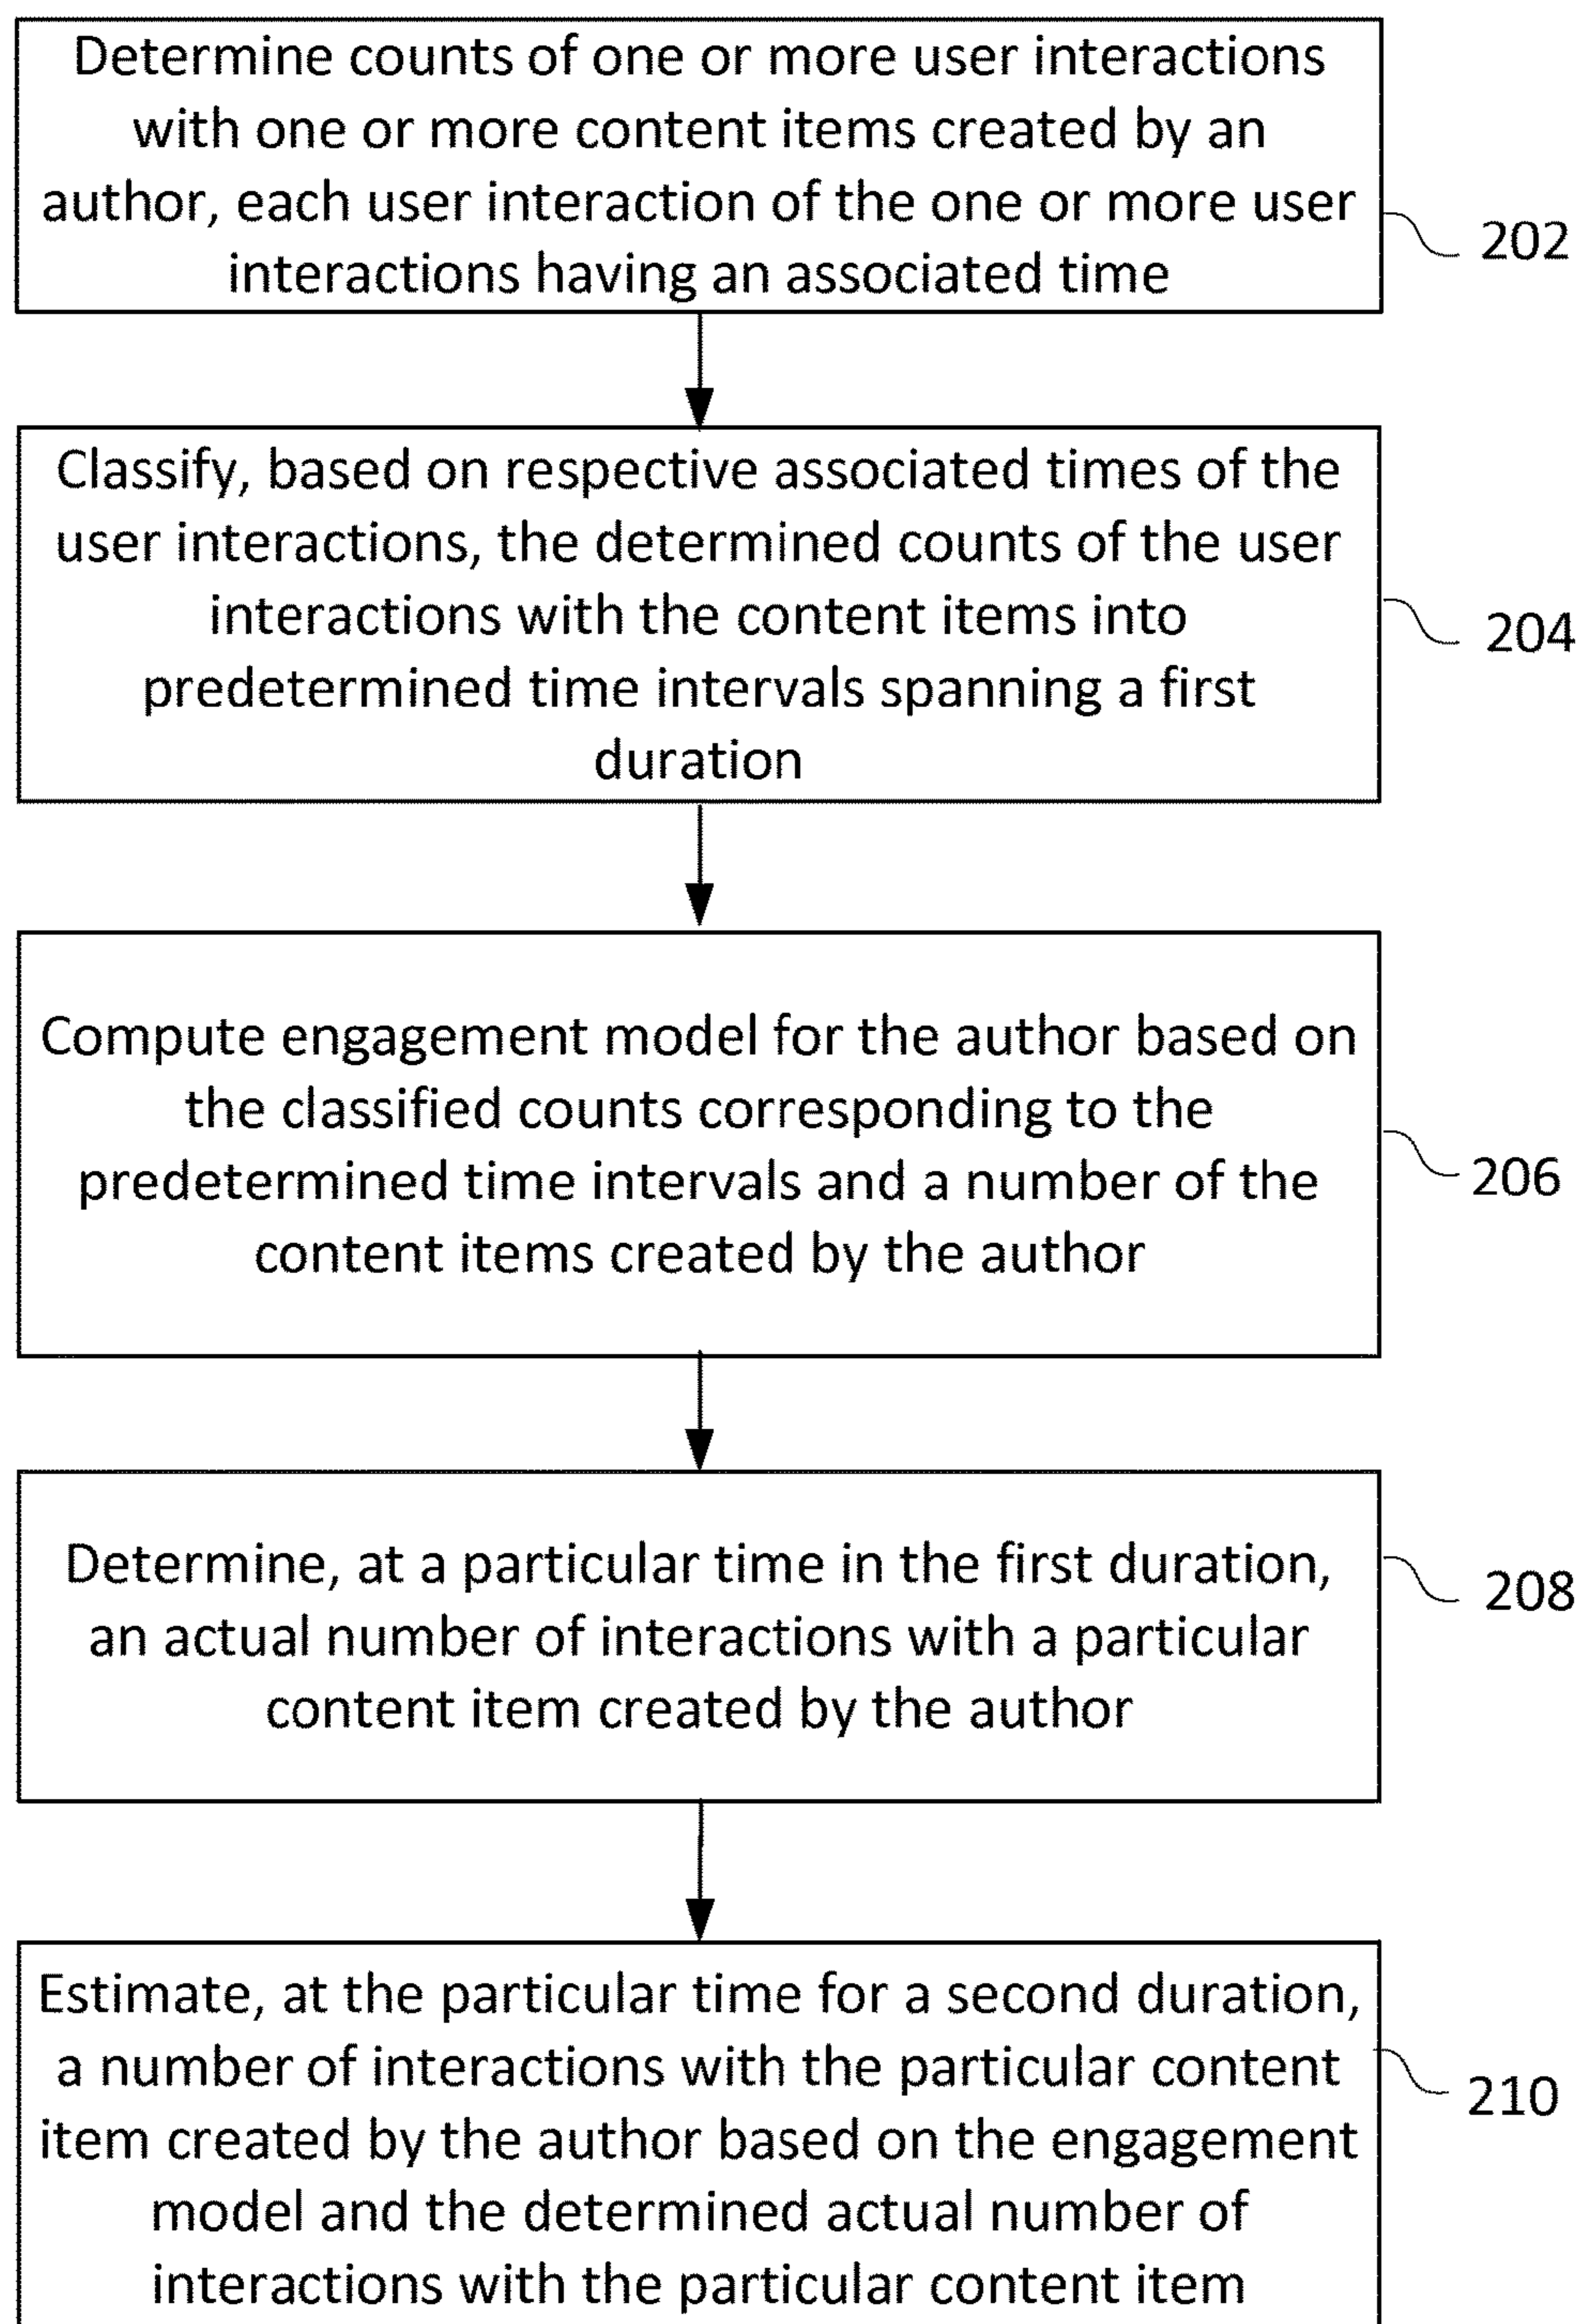 Determine counts of one or more user interactions
with one or more content items created by an
author, each user interaction of the one or more user
interactions having an associated time
202
Classify, based on respective associated times of the
user interactions, the determined counts of the user
interactions with the content items into
predetermined time intervals spanning a first
duration
204
Compute engagement model for the author based on
the classified counts corresponding to the
predetermined time intervals and a number of the
content items created by the author
206
Determine, at a particular time in the first duration,
an actual number of interactions with a particular
content item created by the author
208
Estimate, at the particular time for a second duration,
a number of interactions with the particular content
item created by the author based on the engagement
model and the determined actual number of
interactions with the particular content item
210